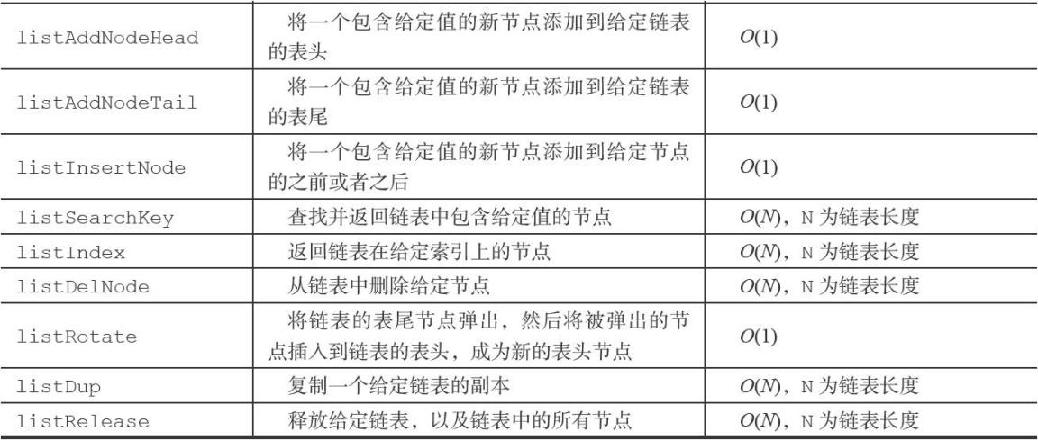 listAddNodeHead 将一个包含给定值的新节点添加到给定链表 O(1)
的表头
listAddNodeTail 将一个包含给定值的新节点添加到给定链表 O(1)
的表尾
listInsertNode 将一个包含给定值的新节点添加到给定节点 O(1)
的之前或者之后
listSearchKey 查找并返回链表中包含给定值的节点 O(N)，N 为链表长度
listIndex 返回链表在给定索引上的节点 O(N)，N 为链表长度
listDelNode 从链表中删除给定节点 O(N)，N 为链表长度
listRotate 将链表的表尾节点弹出，然后将被弹出的节 O(1)
点插入到链表的表头，成为新的表头节点
listDup 复制一个给定链表的副本 O(N)，N 为链表长度
listRelease 释放给定链表，以及链表中的所有节点 O(N)，N 为链表长度